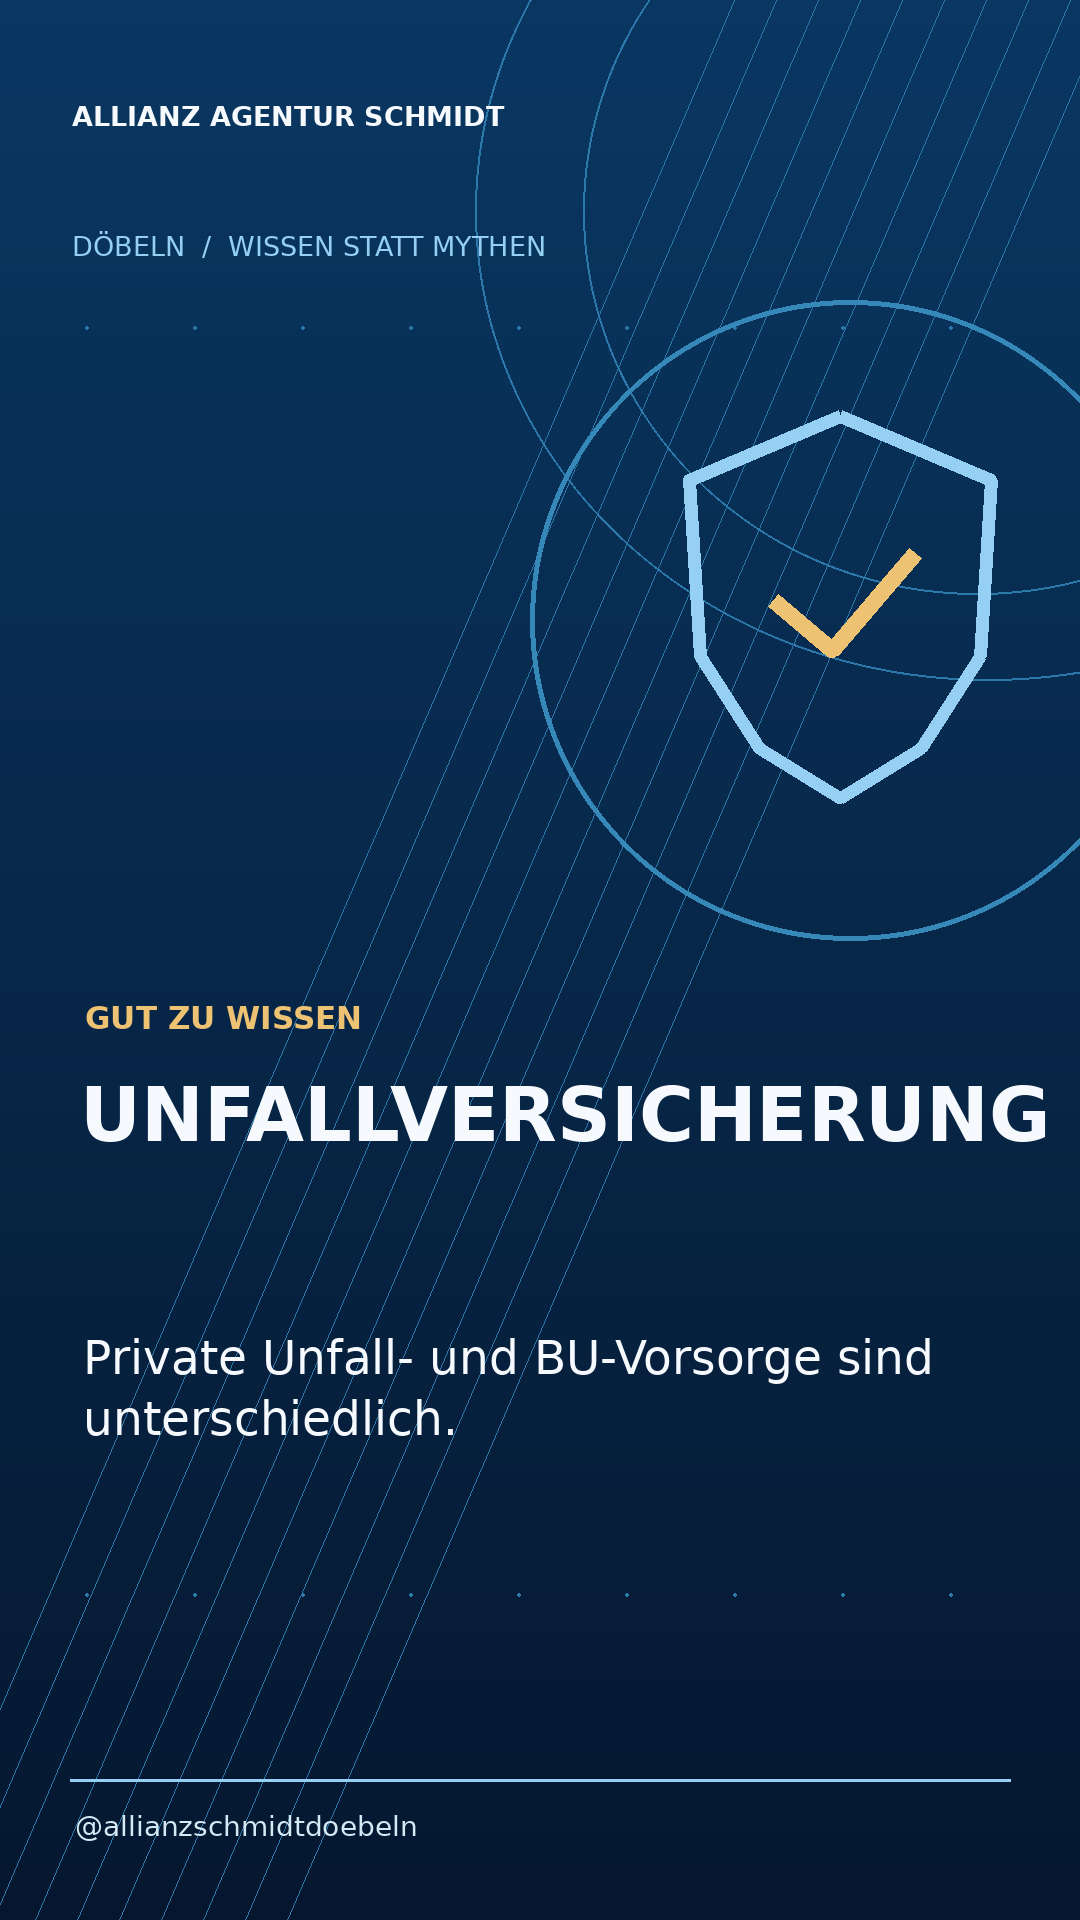 ALLIANZ AGENTUR SCHMIDT
DÖBELN / WISSEN STATT MYTHEN
GUT ZU WISSEN
UNFALLVERSICHERUNG
Private Unfall- und BU-Vorsorge sind
unterschiedlich.
@allianzschmidtdoebeln